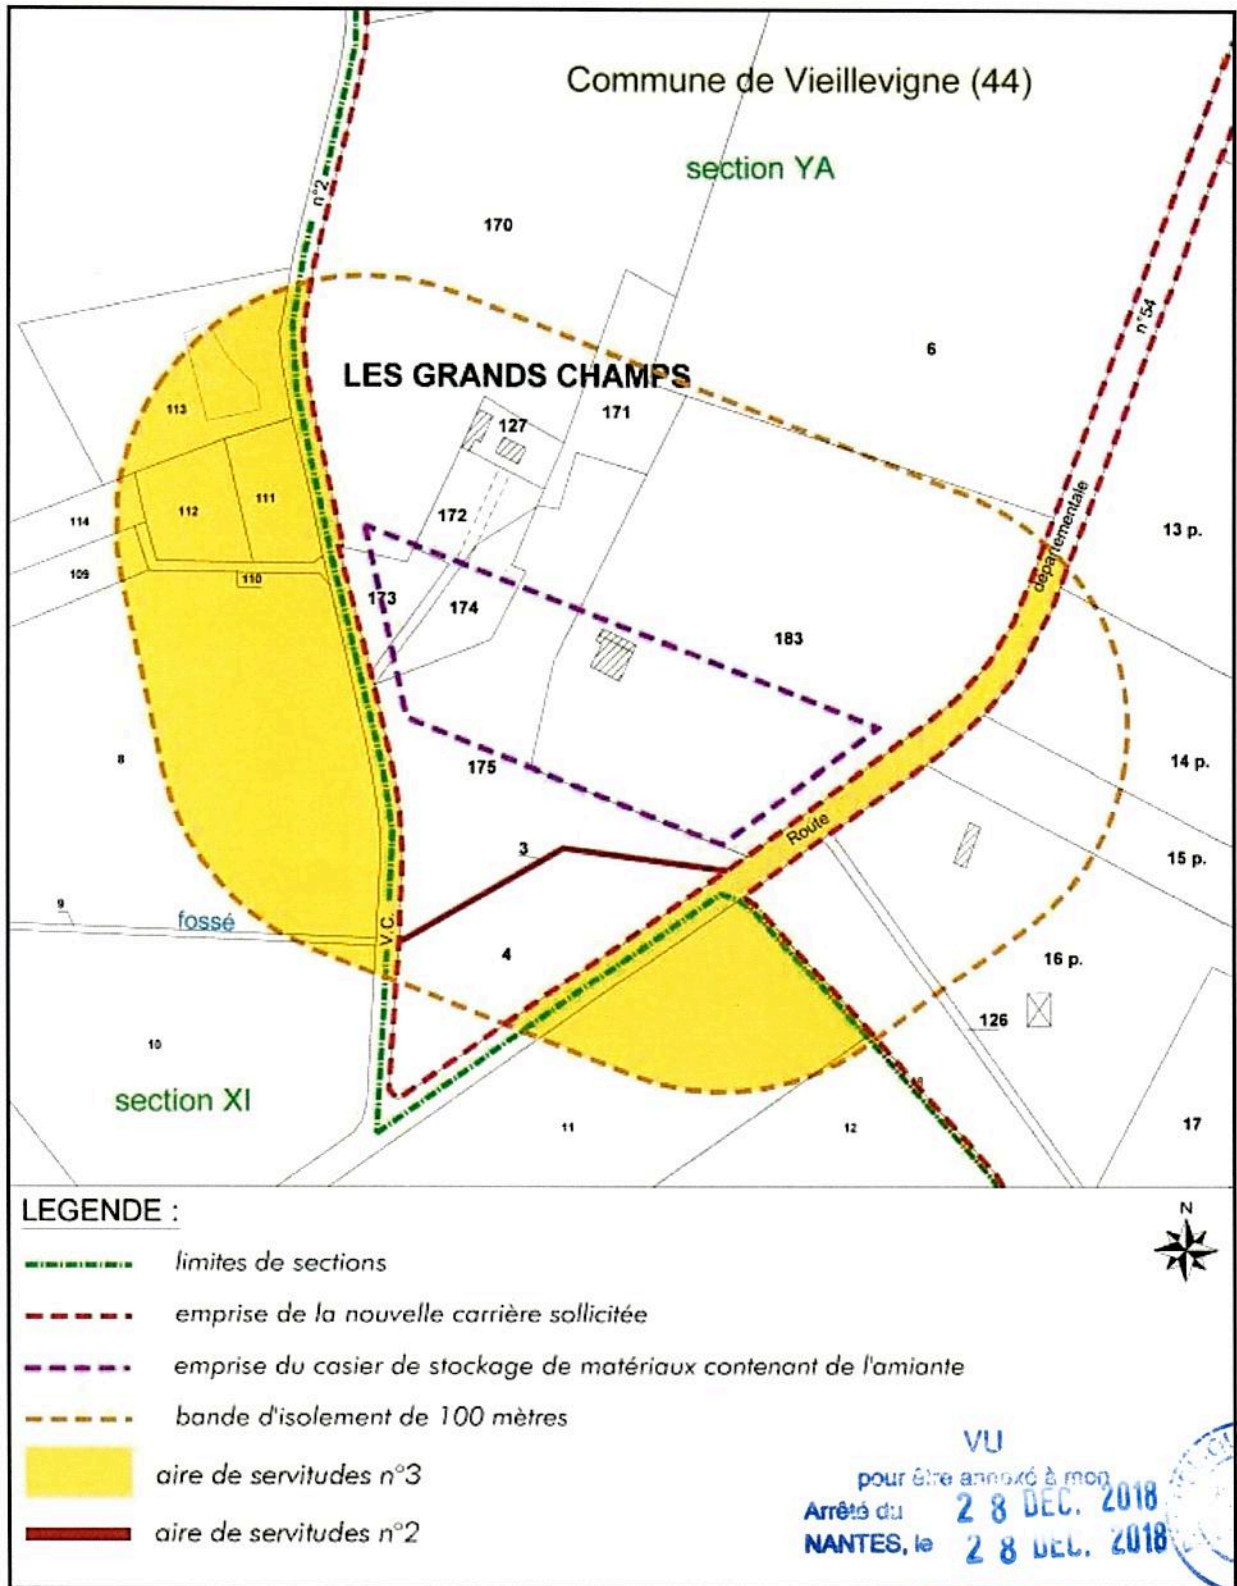 Commune de Vieillevigne (44)
section YA
n°2
170
n°54
6
LES GRANDS CHAMPS
113
171
127
111
112
172
114
13 p.
départementale
109
110
173
174
183
8
175
14 p.
Route
3
15 p.
9
fossé
V.C.
4
16 p.
126
10
section XI
11
12
17
LEGENDE :
N
limites de sections
emprise de la nouvelle carrière sollicitée
emprise du casier de stockage de matériaux contenant de l'amiante
bande d'isolement de 100 mètres
aire de servitudes n°3
aire de servitudes n°2
VU
pour être annexé à mon
Arrêté du 28 DEC. 2018
NANTES, le 28 DEC. 2018